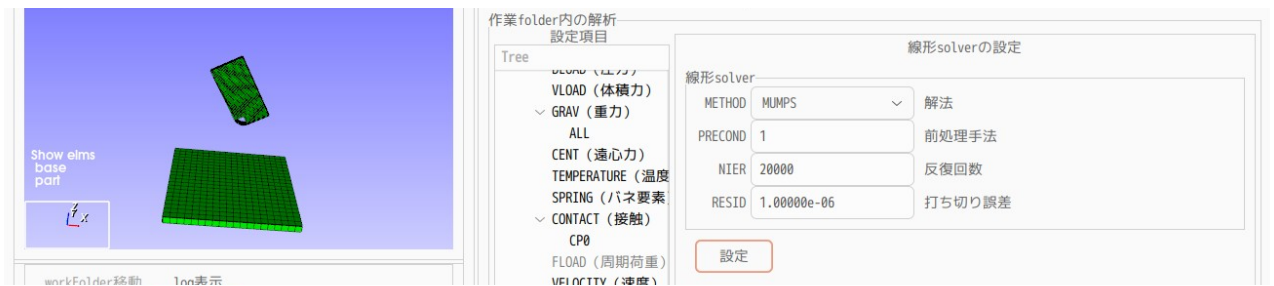 Show elms
base
part
z
x
workFolder移動
log表示
作業folder内の解析
設定項目
Tree
DLOAD (圧力)
VLOAD (体積力)
GRAV (重力)
ALL
CENT (遠心力)
TEMPERATURE (温度
SPRING (バネ要素
CONTACT (接触)
CP0
FLOAD (周期荷重)
VELOCITY (速度)
線形solverの設定
線形solver
METHOD MUMPS 解法
PRECOND 1 前処理手法
NIER 20000 反復回数
RESID 1.00000e-06 打ち切り誤差
設定